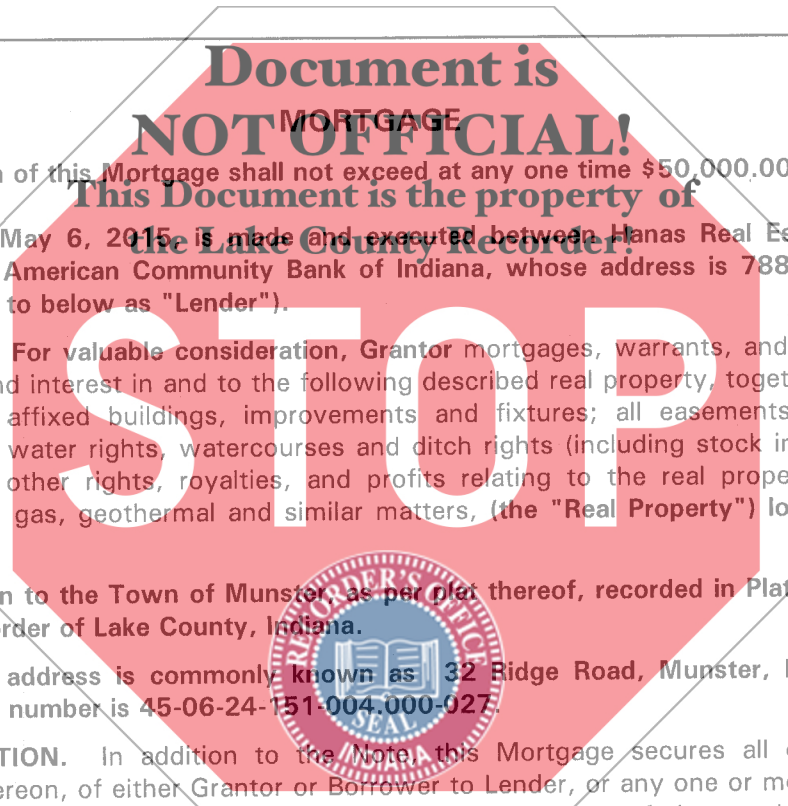 Document is
NOT OFFICIAL!
MORTGAGE
n of this Mortgage shall not exceed at any one time $50,000.00
This Document is the property of
the Lake County Recorder!
May 6, 2015, is made and executed between Hanas Real Es
American Community Bank of Indiana, whose address is 788
to below as "Lender").
STOP
For valuable consideration, Grantor mortgages, warrants, and
nd interest in and to the following described real property, toget
affixed buildings, improvements and fixtures; all easements
water rights, watercourses and ditch rights (including stock in
other rights, royalties, and profits relating to the real prope
gas, geothermal and similar matters, (the "Real Property") lo
n to the Town of Munster, as per plat thereof, recorded in Plat
rder of Lake County, Indiana.
address is commonly known as 32 Ridge Road, Munster, I
number is 45-06-24-151-004.000-027.
RECORDER'S OFFICE
SEAL
INDIANA
TION. In addition to the Note, this Mortgage secures all
ereon, of either Grantor or Borrower to Lender, or any one or mo